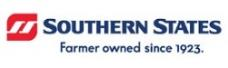 SOUTHERN STATES
Farmer owned since 1923.